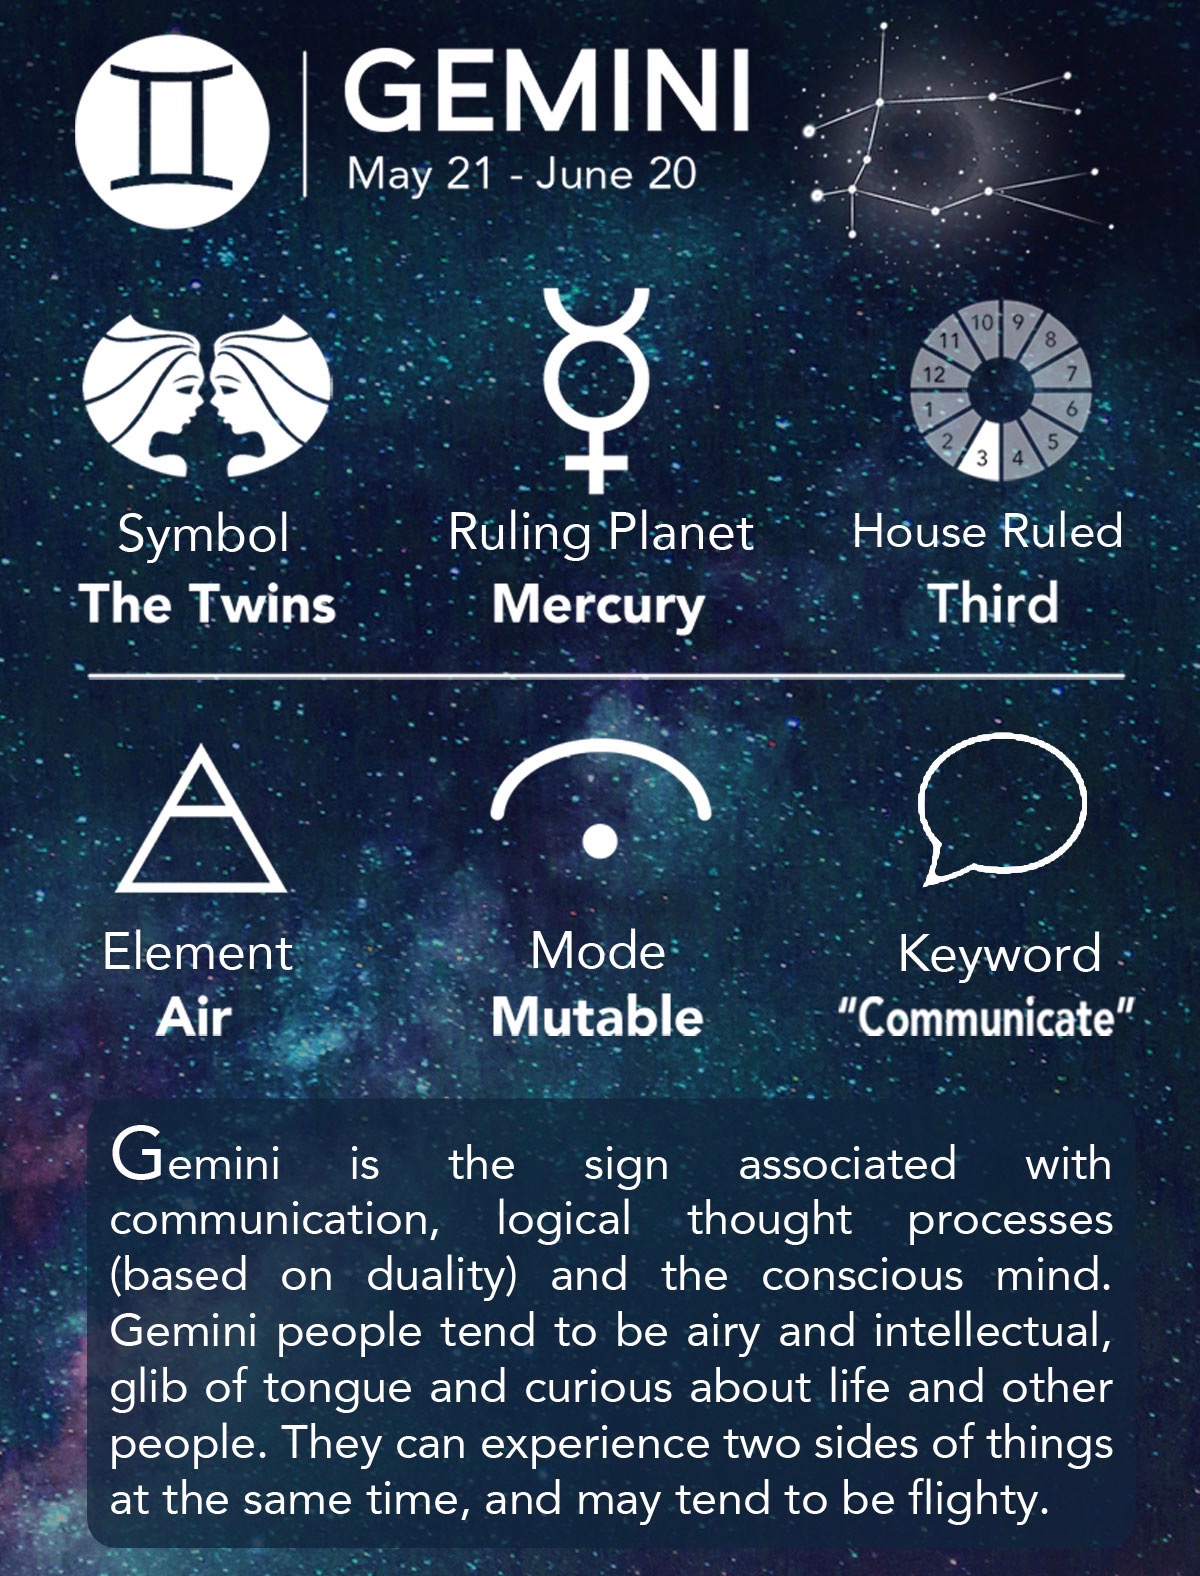 GEMINI
May 21 - June 20
10 9
11 8
12 7
1 6
2 5
3 4
Symbol
The Twins
Ruling Planet
Mercury
House Ruled
Third
Element
Air
Mode
Mutable
Keyword
“Communicate”
Gemini is the sign associated with
communication, logical thought processes
(based on duality) and the conscious mind.
Gemini people tend to be airy and intellectual,
glib of tongue and curious about life and other
people. They can experience two sides of things
at the same time, and may tend to be flighty.